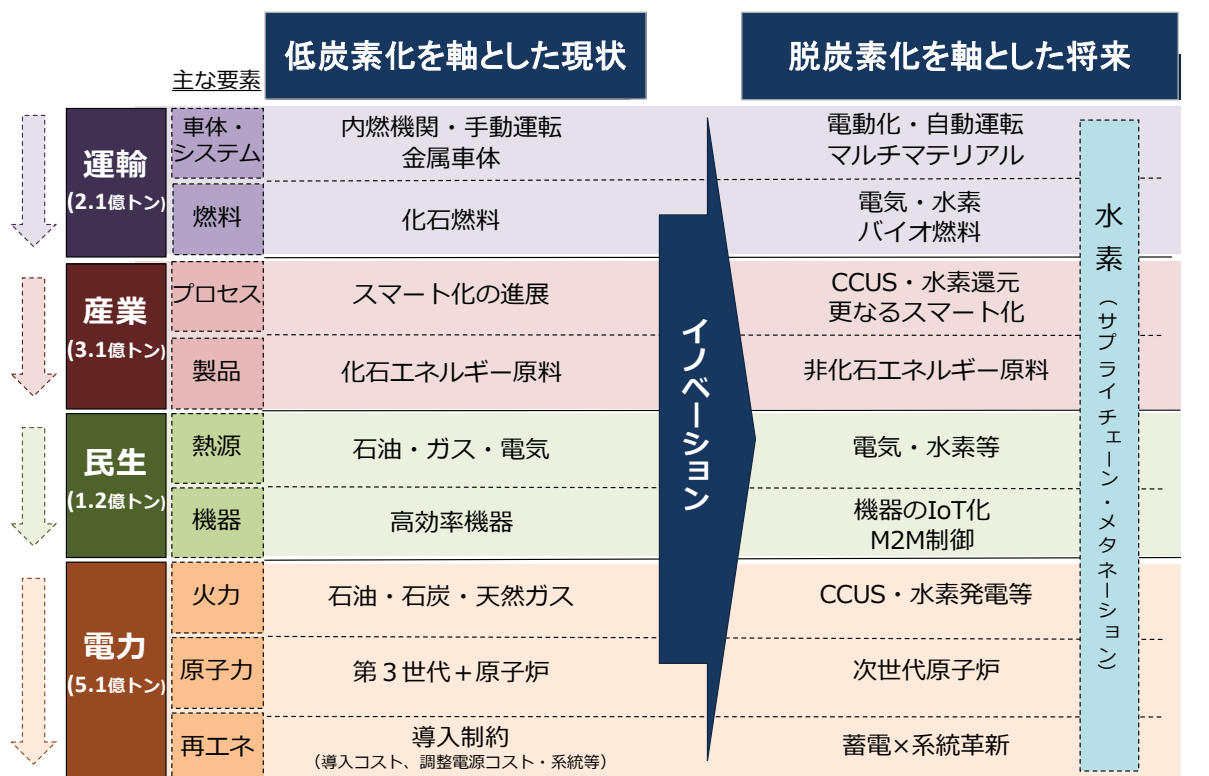 低炭素化を軸とした現状
脱炭素化を軸とした将来
主な要素
運輸
(2.1億トン)
車体・
システム
内燃機関・手動運転
金属車体
電動化・自動運転
マルチマテリアル
燃料
化石燃料
電気・水素
バイオ燃料
産業
(3.1億トン)
プロセス
スマート化の進展
CCUS・水素還元
更なるスマート化
製品
化石エネルギー原料
非化石エネルギー原料
民生
(1.2億トン)
熱源
石油・ガス・電気
電気・水素等
機器
高効率機器
機器のIoT化
M2M制御
電力
(5.1億トン)
火力
石油・石炭・天然ガス
CCUS・水素発電等
原子力
第3世代+原子炉
次世代原子炉
再エネ
導入制約
(導入コスト、調整電源コスト・系統等)
蓄電×系統革新
イノベーション
水素(サプライチェーン・メタネーション)